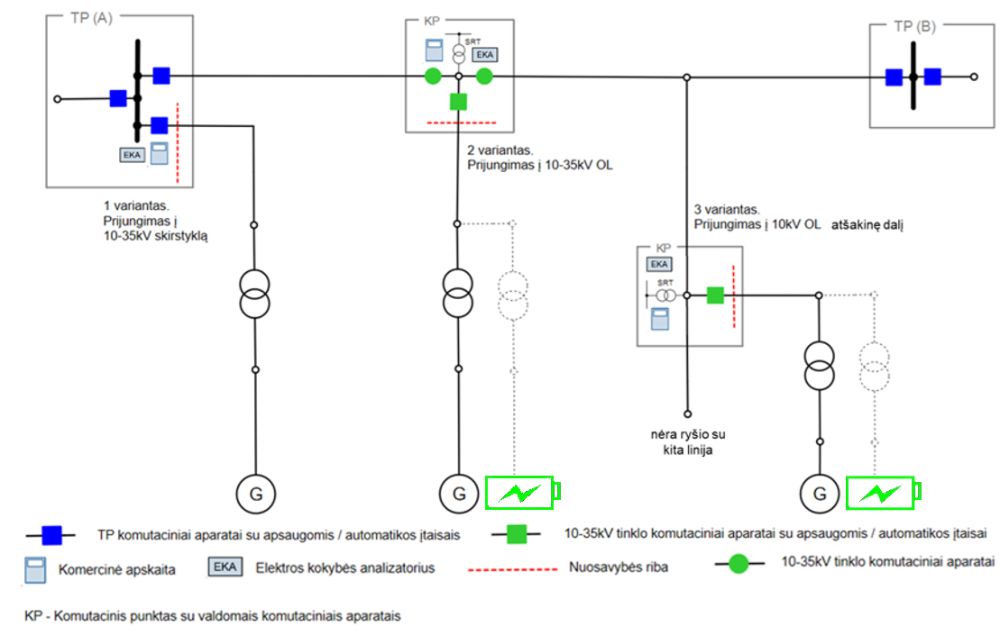 TP (A)
KP
TP (B)
SRT
EKA
EKA
1 variantas.
Prijungimas į
10-35kV skirstyklą
2 variantas.
Prijungimas į 10-35kV OL
3 variantas.
Prijungimas į 10kV OL atšakinę dalį
KP
EKA
SRT
nėra ryšio su
kita linija
G
G
G
TP komutaciniai aparatai su apsaugomis / automatikos įtaisais
10-35kV tinklo komutaciniai aparatai su apsaugomis / automatikos įtaisai
Komercinė apskaita
EKA
Elektros kokybės analizatorius
Nuosavybės riba
10-35kV tinklo komutaciniai aparatai
KP - Komutacinis punktas su valdomais komutaciniais aparatais